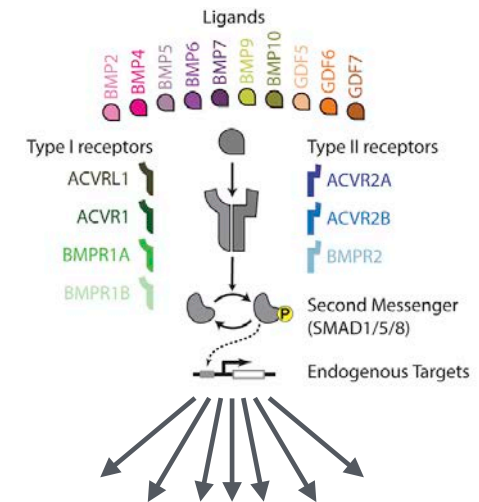 Ligands
BMP2
BMP4
BMP5
BMP6
BMP7
BMP9
BMP10
GDF5
GDF6
GDF7
Type I receptors
ACVRL1
ACVR1
BMPR1A
BMPR1B
Type II receptors
ACVR2A
ACVR2B
BMPR2
P
Second Messenger
(SMAD1/5/8)
Endogenous Targets